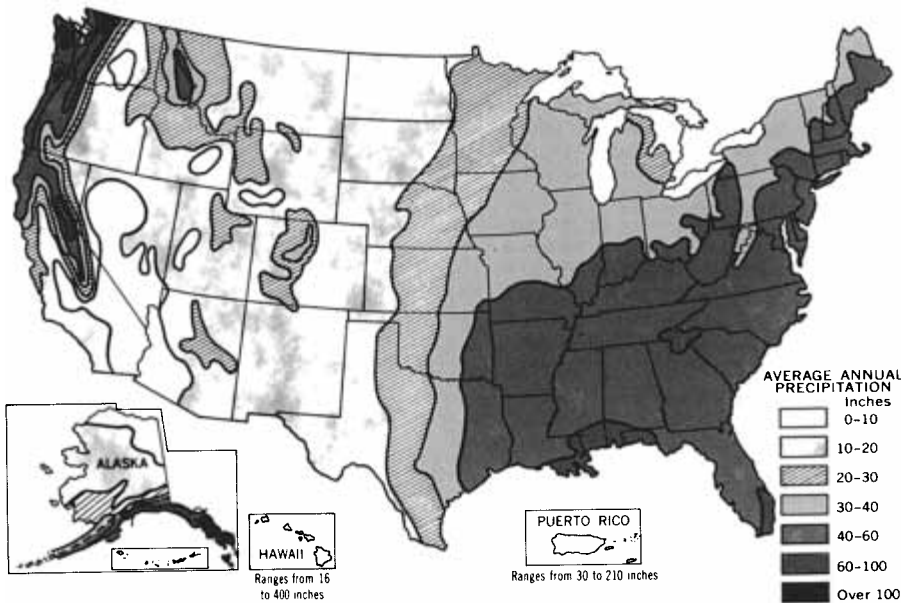 ALASKA
HAWAII
Ranges from 16
to 400 inches
PUERTO RICO
Ranges from 30 to 210 inches
AVERAGE ANNUAL
PRECIPITATION
Inches
0-10
10-20
20-30
30-40
40-60
60-100
Over 100